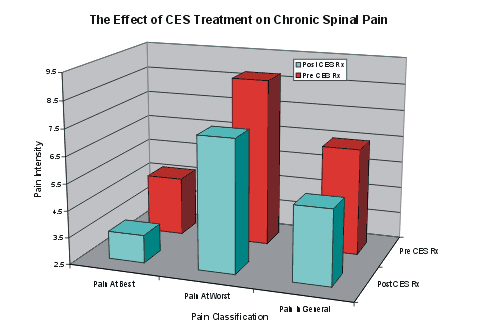 The Effect of CES Treatment on Chronic Spinal Pain
Post CES Rx
Pre CES Rx
9.5
8.5
7.5
6.5
5.5
4.5
3.5
2.5
Pain Intensity
Pain At Best
Pain At Worst
Pain In General
Pre CES Rx
Post CES Rx
Pain Classification